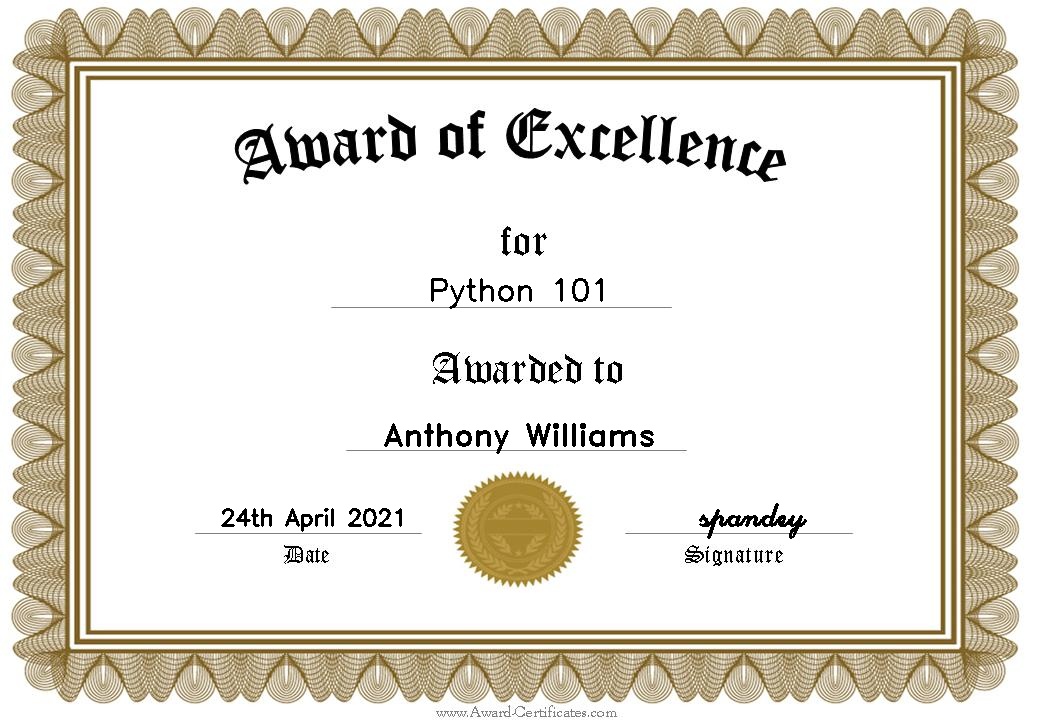 Award of Excellence
for
Python 101
Awarded to
Anthony Williams
24th April 2021
spandey
Date
Signature
www.Award-Certificates.com